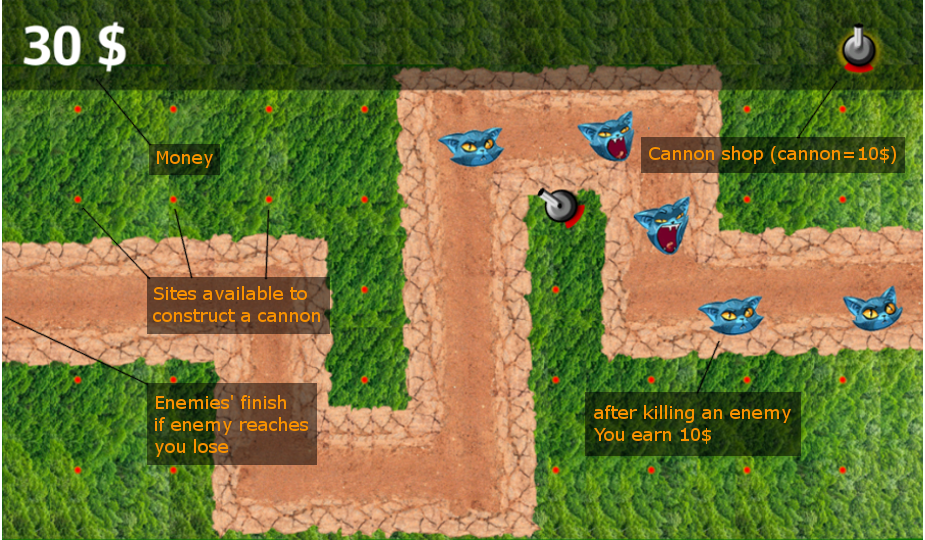 30 $
Money
Cannon shop (cannon=10$)
Sites available to
construct a cannon
Enemies' finish
if enemy reaches
you lose
after killing an enemy
You earn 10$